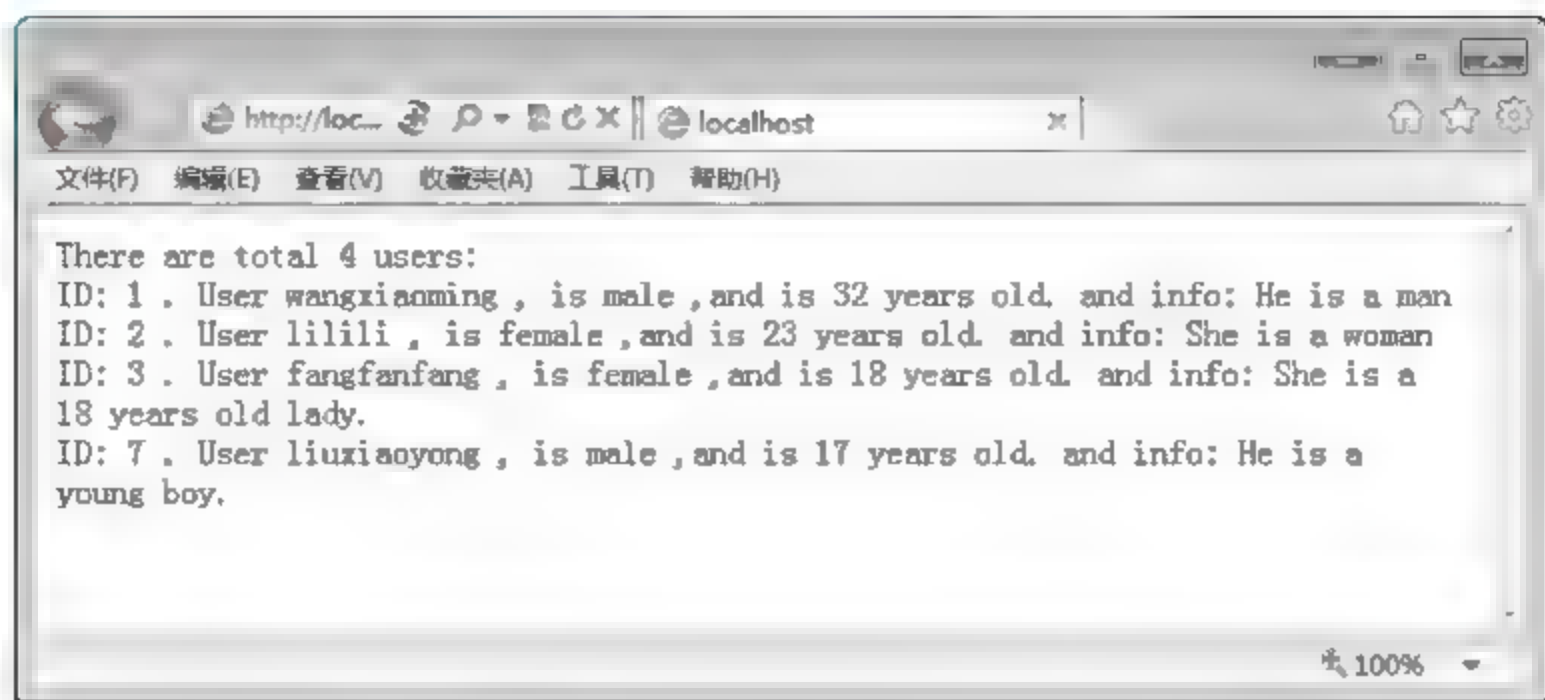 http://loc... localhost
文件(F) 编辑(E) 查看(V) 收藏夹(A) 工具(T) 帮助(H)
There are total 4 users:
ID: 1 . User wangxiaoming , is male ,and is 32 years old. and info: He is a man
ID: 2 . User lilili , is female ,and is 23 years old. and info: She is a woman
ID: 3 . User fangfanfang , is female ,and is 18 years old. and info: She is a
18 years old lady.
ID: 7 . User liuxiaoyong , is male ,and is 17 years old. and info: He is a
young boy.
100%